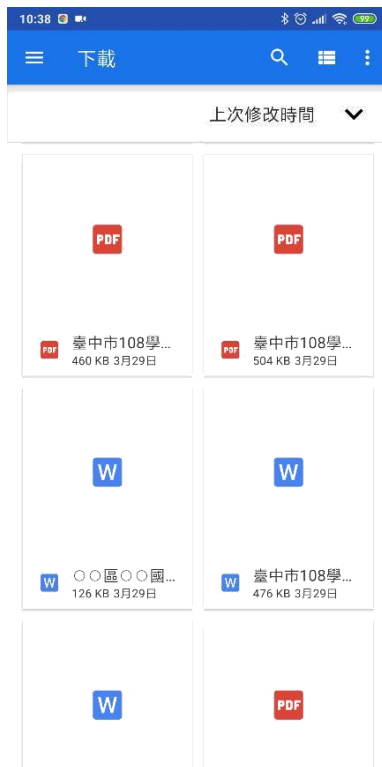 10:38
99
下載
上次修改時間
PDF
PDF
PDF 臺中市108學...
460 KB 3月29日
PDF 臺中市108學...
504 KB 3月29日
W
W
W ○○區○○國...
126 KB 3月29日
W 臺中市108學...
476 KB 3月29日
W
PDF